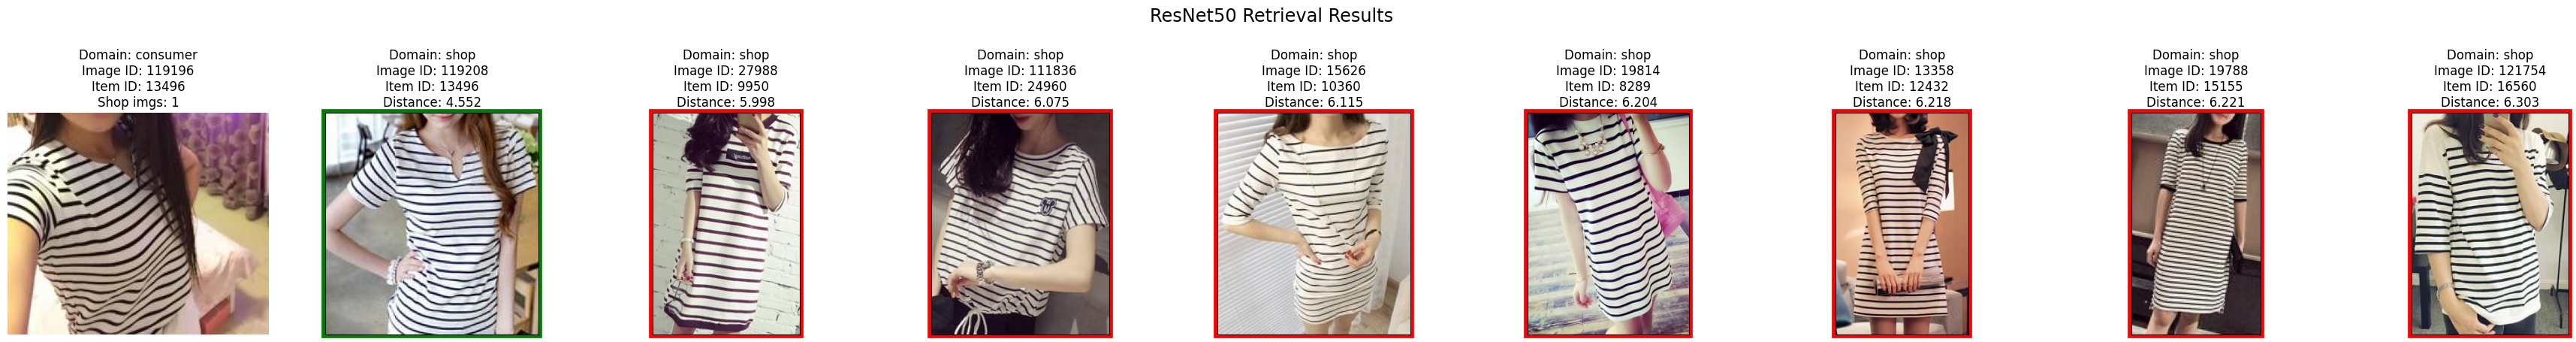 ResNet50 Retrieval Results
Domain: consumer
Image ID: 119196
Item ID: 13496
Shop imgs: 1
Domain: shop
Image ID: 119208
Item ID: 13496
Distance: 4.552
Domain: shop
Image ID: 27988
Item ID: 9950
Distance: 5.998
Domain: shop
Image ID: 111836
Item ID: 24960
Distance: 6.075
Domain: shop
Image ID: 15626
Item ID: 10360
Distance: 6.115
Domain: shop
Image ID: 19814
Item ID: 8289
Distance: 6.204
Domain: shop
Image ID: 13358
Item ID: 12432
Distance: 6.218
Domain: shop
Image ID: 19788
Item ID: 15155
Distance: 6.221
Domain: shop
Image ID: 121754
Item ID: 16560
Distance: 6.303